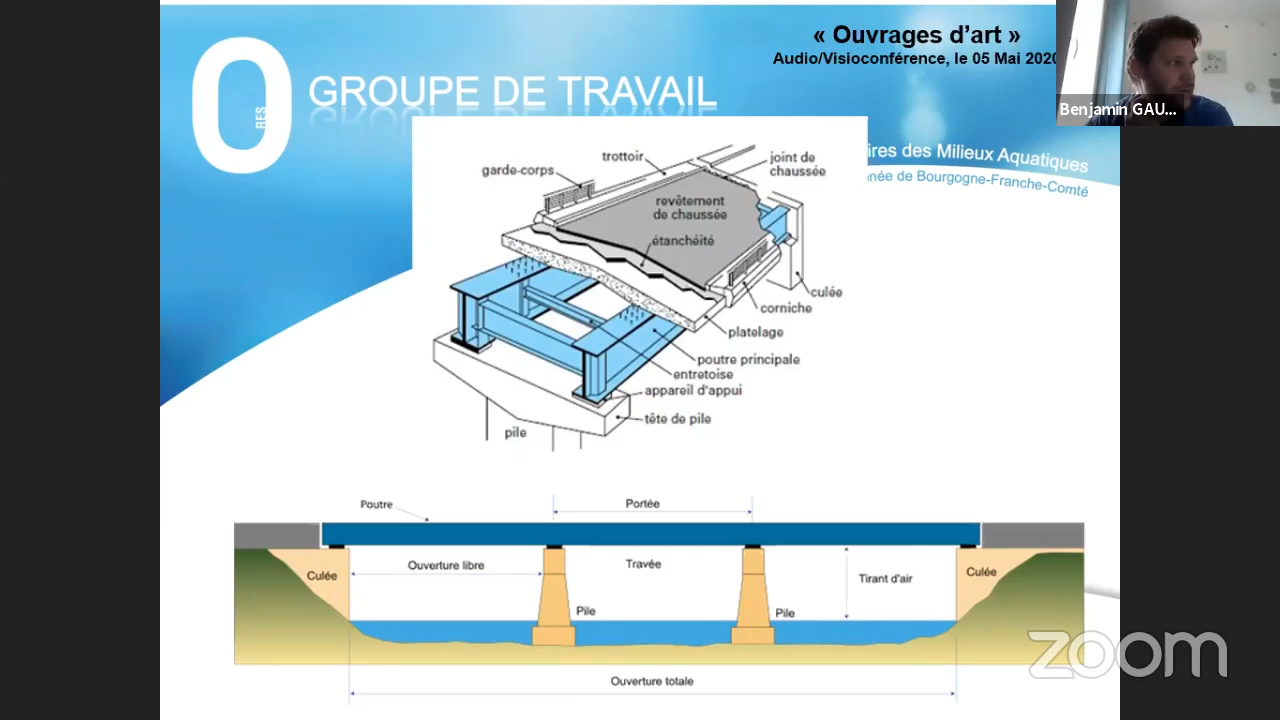 « Ouvrages d’art »
Audio/Visioconférence, le 05 Mai 2020
O
RES
GROUPE DE TRAVAIL
Benjamin GAU...
ires des Milieux Aquatiques
née de Bourgogne-Franche-Comté
trottoir
joint de
chaussée
garde-corps
revêtement
de chaussée
étanchéité
culée
corniche
platelage
poutre principale
entretoise
appareil d'appui
tête de pile
pile
Poutre
Portée
Ouverture libre
Travée
Culée
Tirant d'air
Culée
Pile
Pile
zoom
Ouverture totale